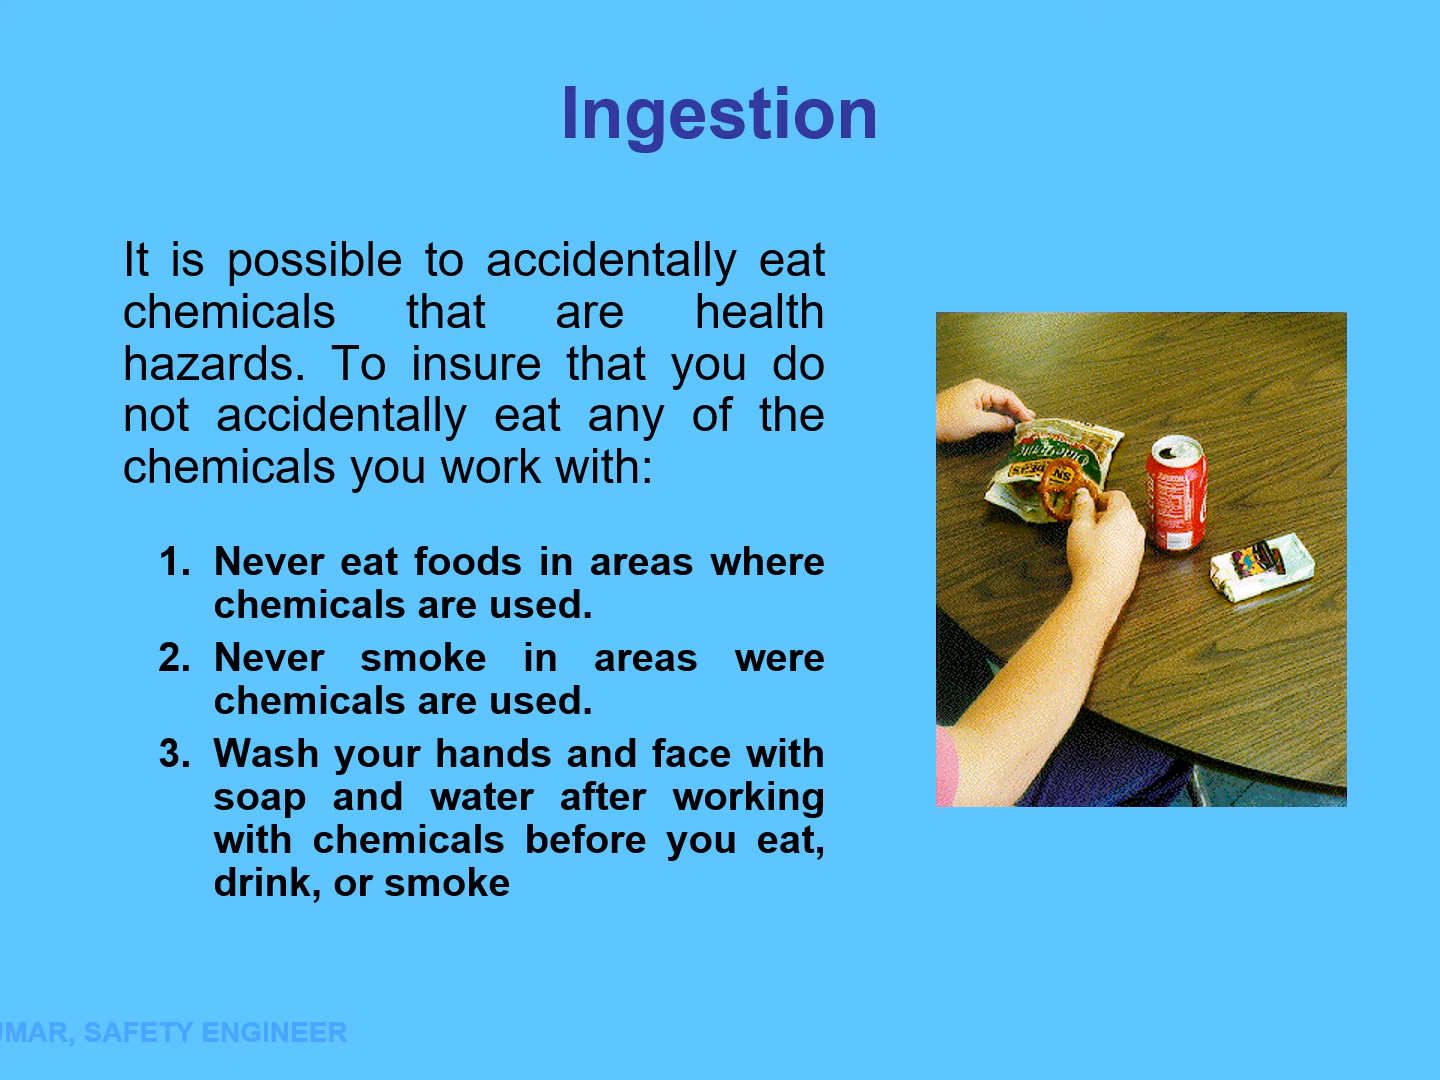 Ingestion
It is possible to accidentally eat
chemicals that are health
hazards. To insure that you do
not accidentally eat any of the
chemicals you work with:
1. Never eat foods in areas where
chemicals are used.
2. Never smoke in areas were
chemicals are used.
3. Wash your hands and face with
soap and water after working
with chemicals before you eat,
drink, or smoke
UMAR, SAFETY ENGINEER